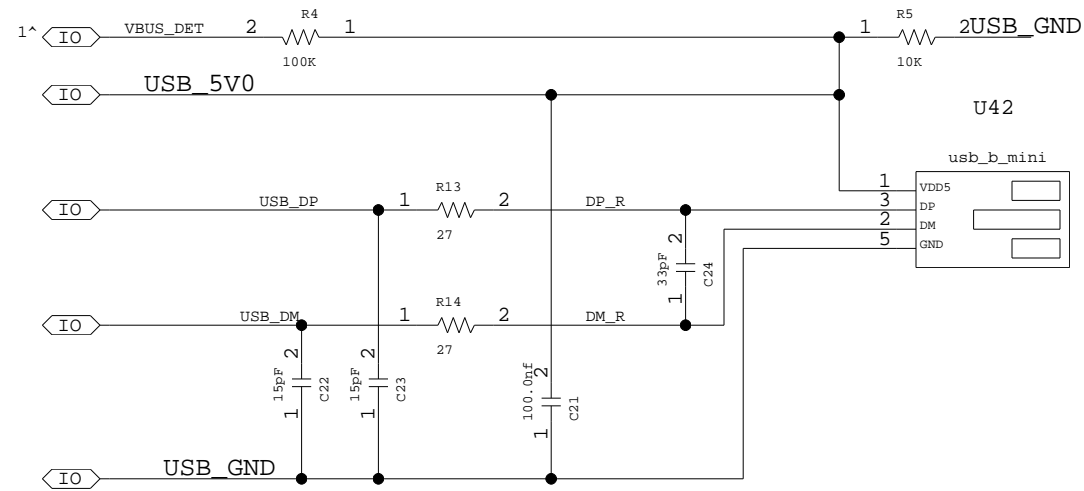 1^ IO VBUS_DET 2 R4 1 1 R5 2 USB_GND
100K 10K
IO USB_5V0
U42
usb_b_mini
1 VDD5
IO USB_DP 1 R13 2 DP_R 3 DP
2 DM
27 5 GND
33pF 2 1 C24
IO USB_DM 1 R14 2 DM_R
27
15pF 2 1 C22
15pF 2 1 C23
100.0nf 2 1 C21
IO USB_GND